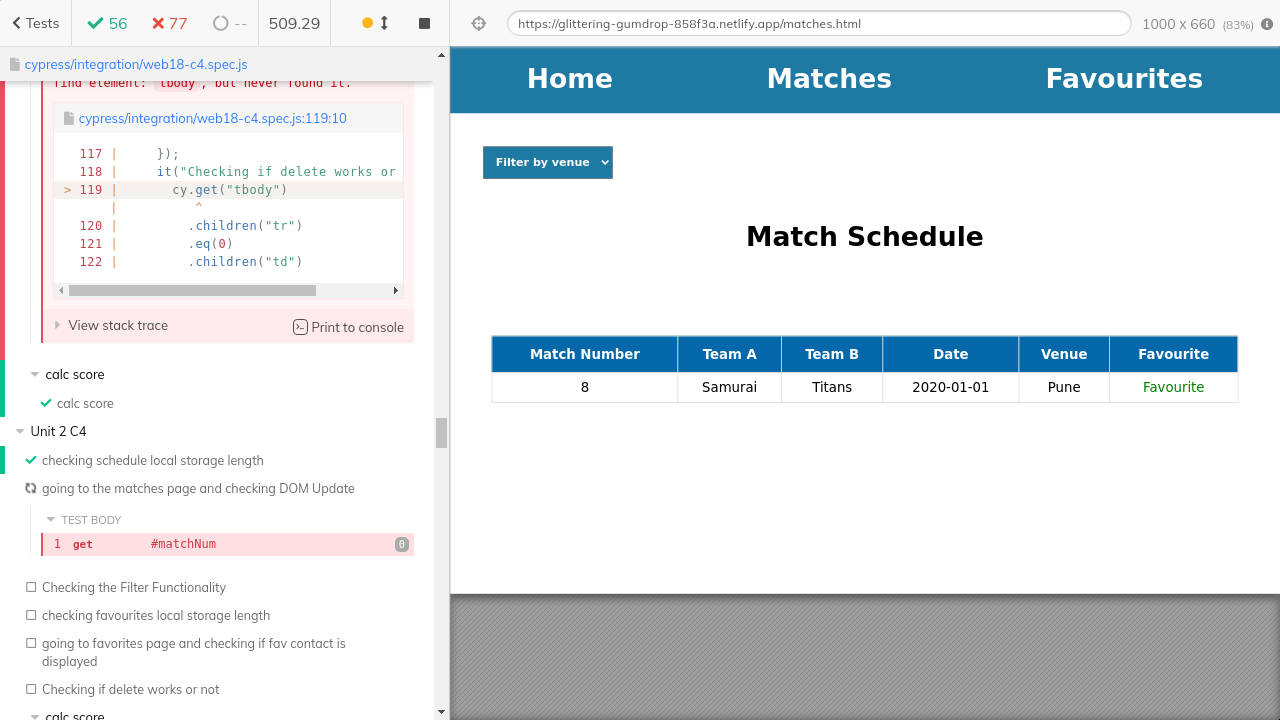 Tests
56
77
--
509.29
https://glittering-gumdrop-858f3a.netlify.app/matches.html
1000 x 660 (83%)
cypress/integration/web18-c4.spec.js
find element: tbody, but never found it.
cypress/integration/web18-c4.spec.js:119:10
117 | });
118 | it("Checking if delete works or
> 119 | cy.get("tbody")
| ^
120 | .children("tr")
121 | .eq(0)
122 | .children("td")
View stack trace
Print to console
calc score
calc score
Unit 2 C4
checking schedule local storage length
going to the matches page and checking DOM Update
TEST BODY
1 get #matchNum 0
Checking the Filter Functionality
checking favourites local storage length
going to favorites page and checking if fav contact is
displayed
Checking if delete works or not
calc score
Home Matches Favourites
Filter by venue
Match Schedule
Match Number Team A Team B Date Venue Favourite
8 Samurai Titans 2020-01-01 Pune Favourite